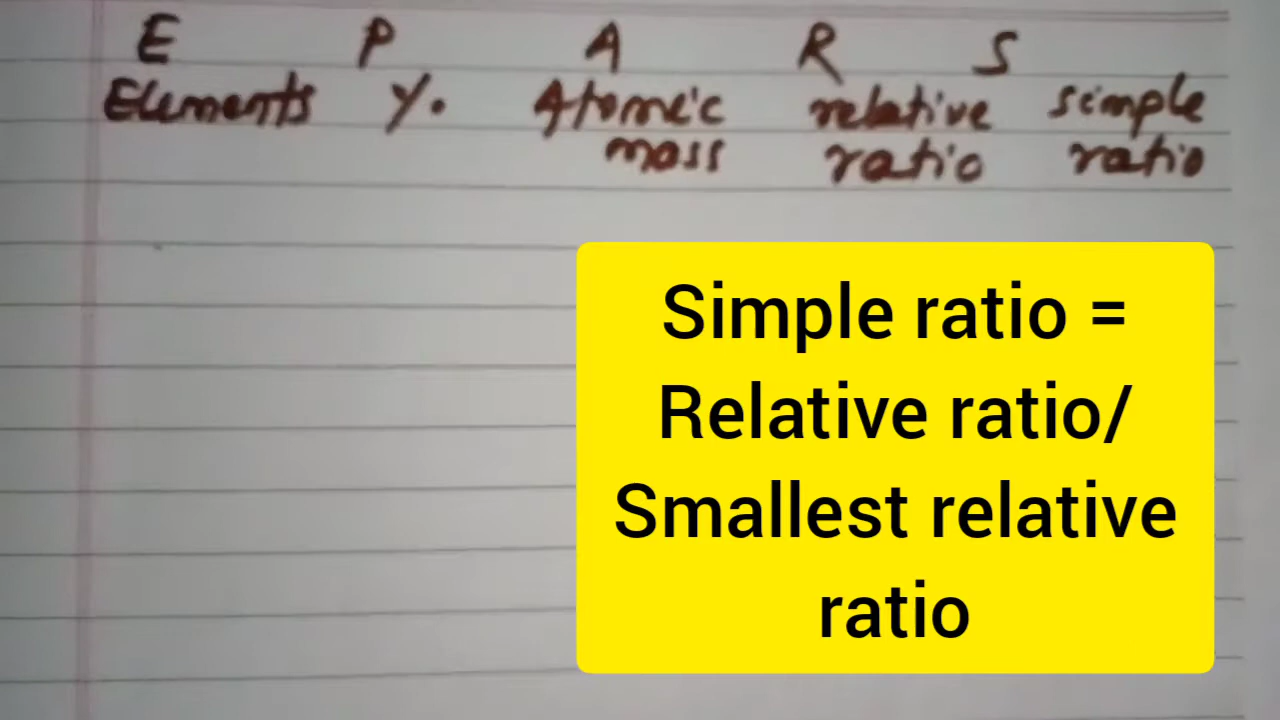 E P A R S
Elements %. Atomic relative simple
mass ratio ratio
Simple ratio =
Relative ratio/
Smallest relative
ratio